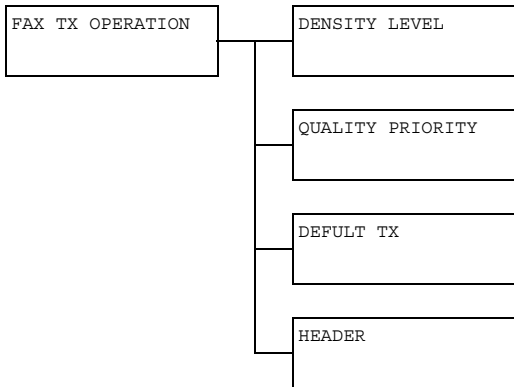 FAX TX OPERATION
DENSITY LEVEL
QUALITY PRIORITY
DEFULT TX
HEADER